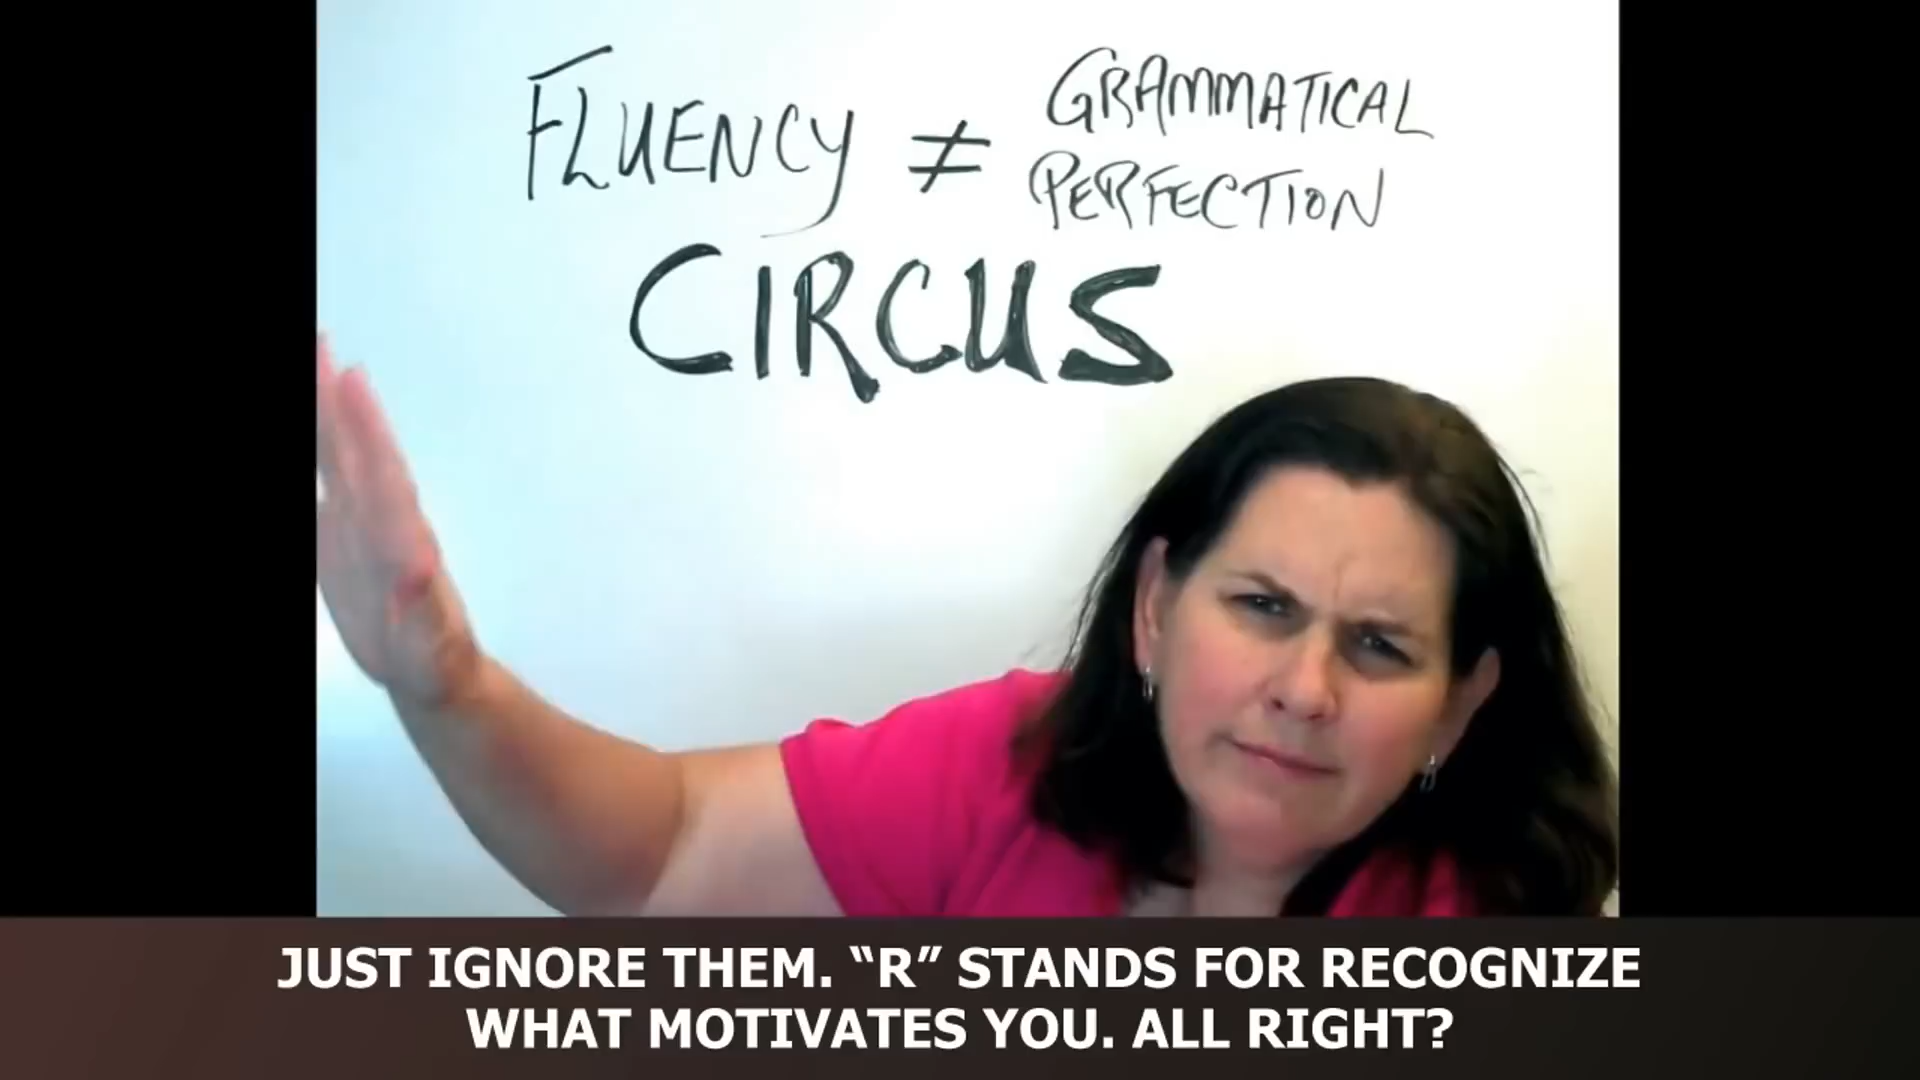 FLUENCY ≠ GRAMMATICAL
PERFECTION
CIRCUS
JUST IGNORE THEM. “R” STANDS FOR RECOGNIZE
WHAT MOTIVATES YOU. ALL RIGHT?